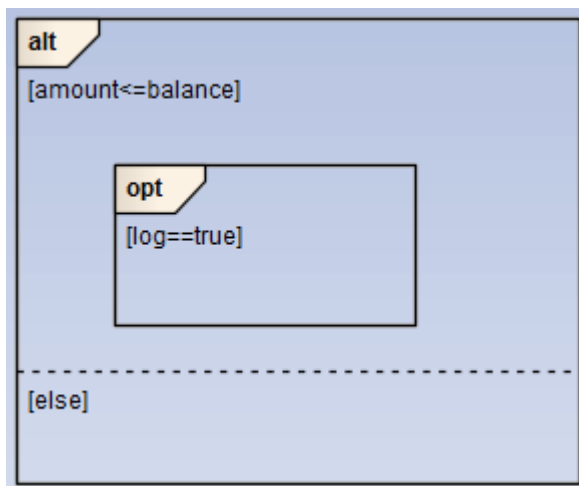 alt
[amount<=balance]
opt
[log==true]
[else]